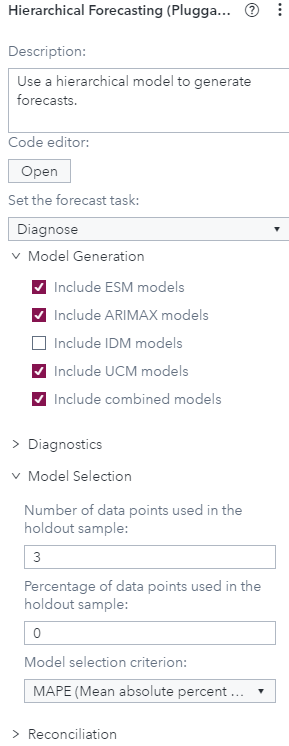 Hierarchical Forecasting (Plugga...
Description:
Use a hierarchical model to generate
forecasts.
Code editor:
Open
Set the forecast task:
Diagnose
Model Generation
Include ESM models
Include ARIMAX models
Include IDM models
Include UCM models
Include combined models
Diagnostics
Model Selection
Number of data points used in the
holdout sample:
3
Percentage of data points used in the
holdout sample:
0
Model selection criterion:
MAPE (Mean absolute percent ...
Reconciliation